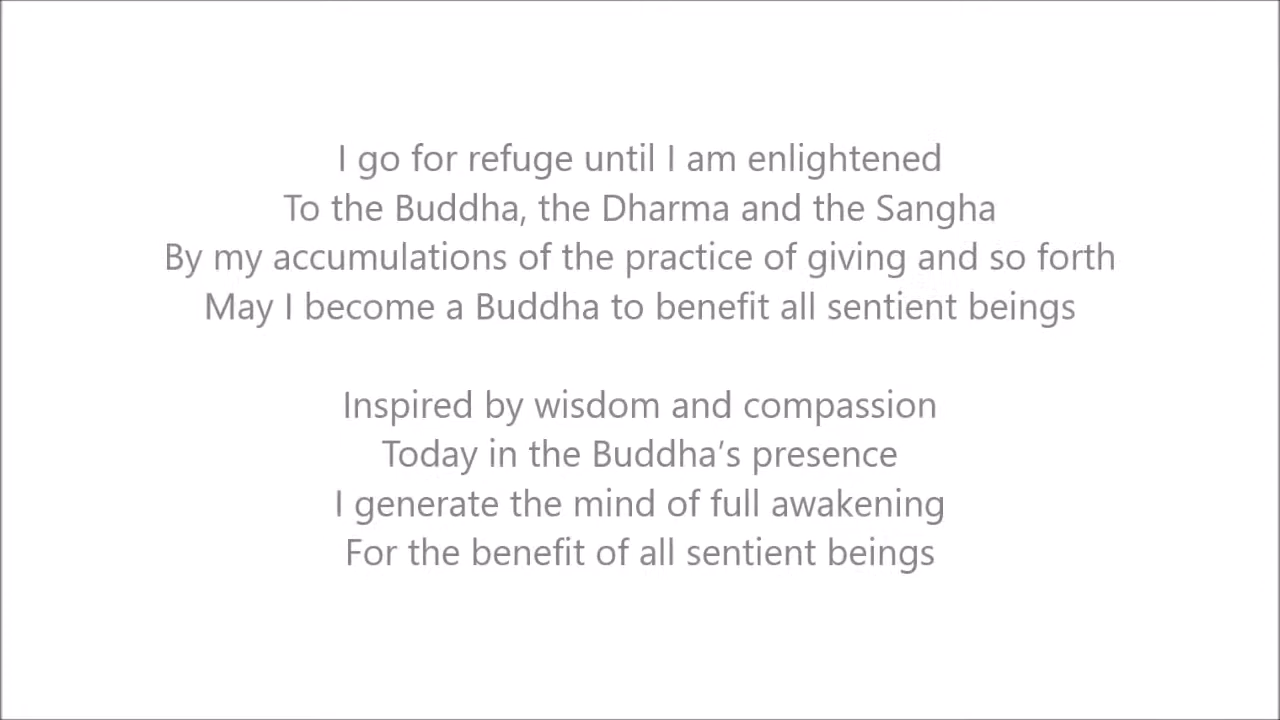 I go for refuge until I am enlightened
To the Buddha, the Dharma and the Sangha
By my accumulations of the practice of giving and so forth
May I become a Buddha to benefit all sentient beings
Inspired by wisdom and compassion
Today in the Buddha’s presence
I generate the mind of full awakening
For the benefit of all sentient beings